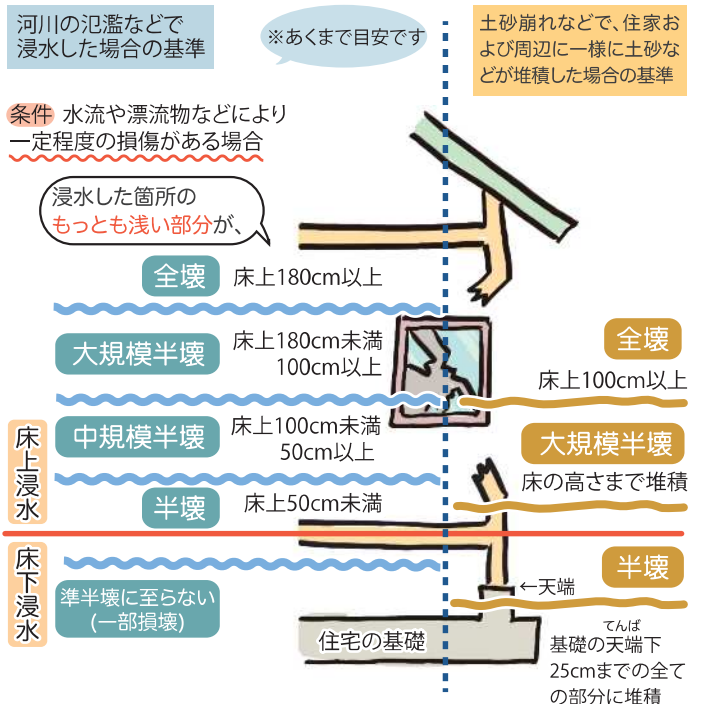 河川の氾濫などで
浸水した場合の基準
※あくまで目安です
土砂崩れなどで、住家お
よび周辺に一様に土砂な
どが堆積した場合の基準
条件 水流や漂流物などにより
一定程度の損傷がある場合
浸水した箇所の
もっとも浅い部分が、
全壊 床上180cm以上
大規模半壊 床上180cm未満
100cm以上
中規模半壊 床上100cm未満
50cm以上
半壊 床上50cm未満
床上浸水
床下浸水
準半壊に至らない
(一部損壊)
住宅の基礎
全壊
床上100cm以上
大規模半壊
床の高さまで堆積
半壊
←天端
てんば
基礎の天端下
25cmまでの全て
の部分に堆積